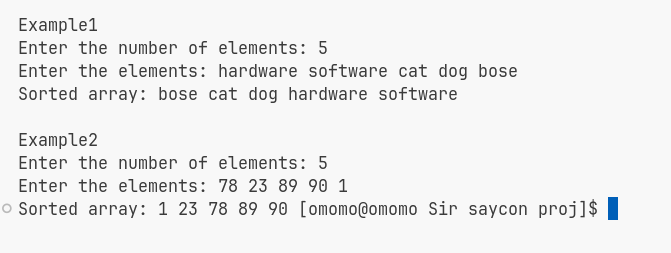 Example1
Enter the number of elements: 5
Enter the elements: hardware software cat dog bose
Sorted array: bose cat dog hardware software
Example2
Enter the number of elements: 5
Enter the elements: 78 23 89 90 1
Sorted array: 1 23 78 89 90 [omomo@omomo Sir saycon proj]$